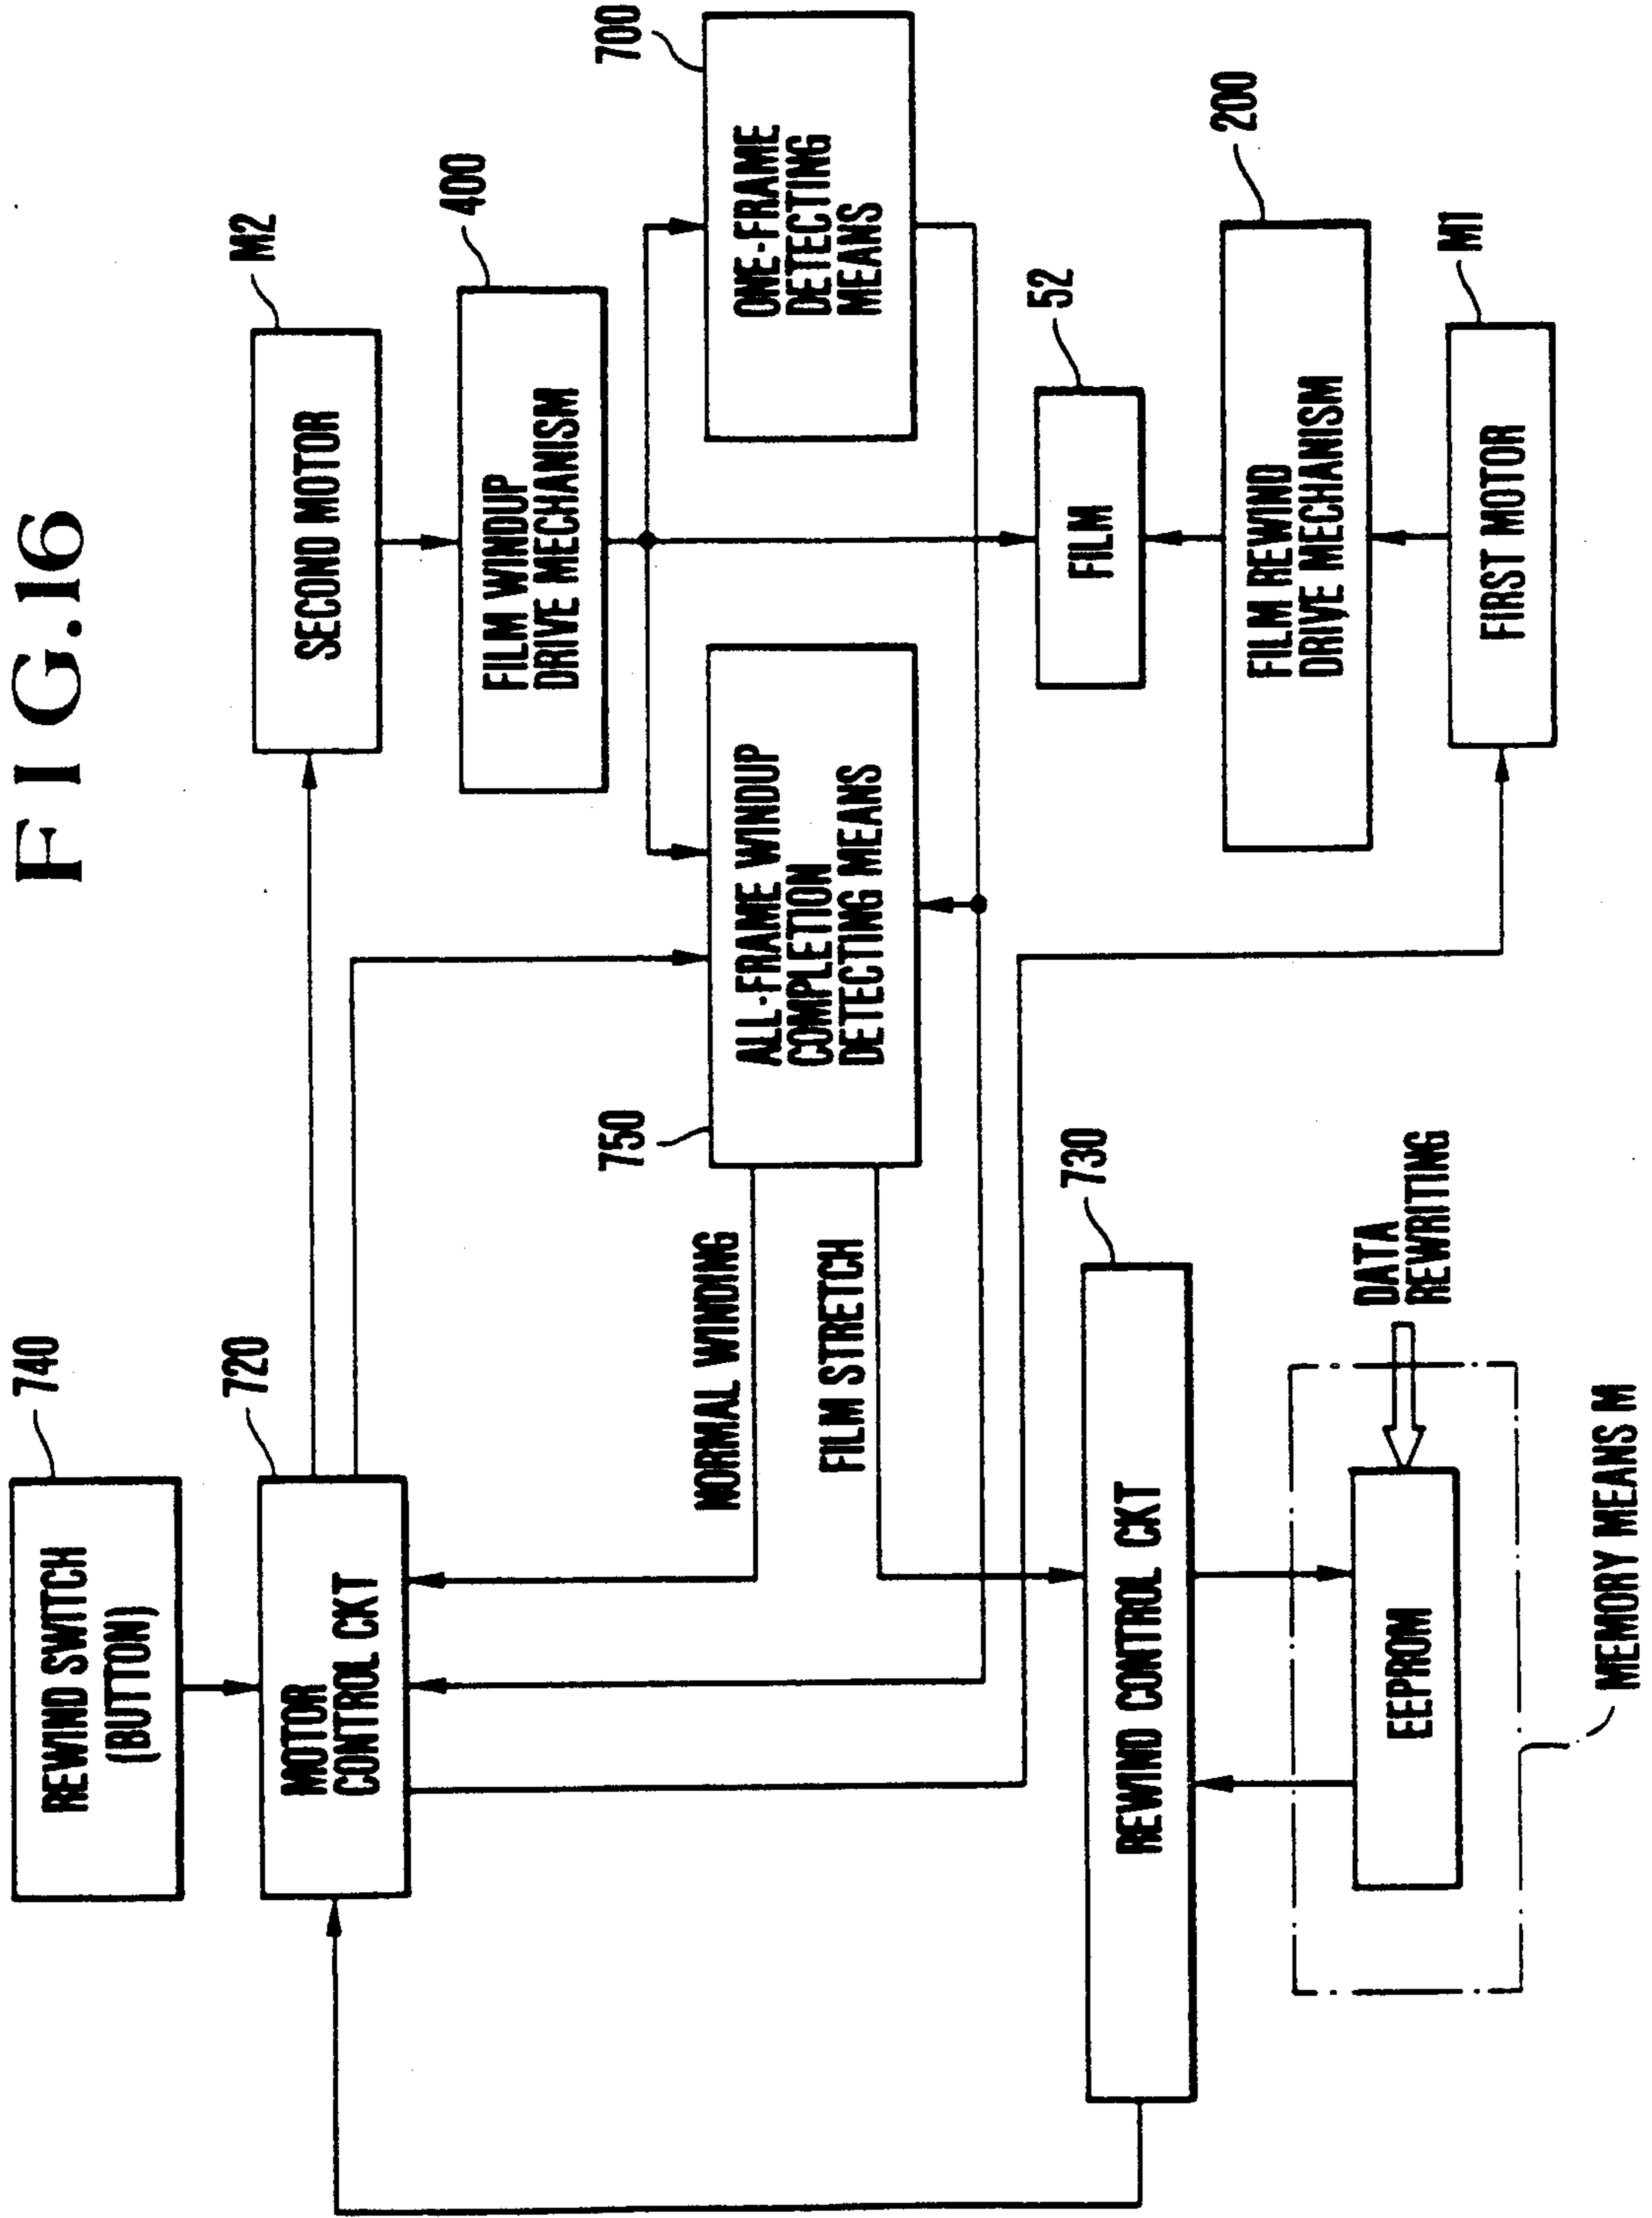 FIG.16
740
REWIND SWITCH
(BUTTON)
720
MOTOR
CONTROL CKT
M2
SECOND MOTOR
400
FILM WINDUP
DRIVE MECHANISM
700
ONE-FRAME
DETECTING
MEANS
750
ALL-FRAME WINDUP
COMPLETION
DETECTING MEANS
NORMAL WINDING
FILM STRETCH
52
FILM
730
REWIND CONTROL CKT
200
FILM REWIND
DRIVE MECHANISM
M1
FIRST MOTOR
DATA
REWRITING
EEPROM
MEMORY MEANS M